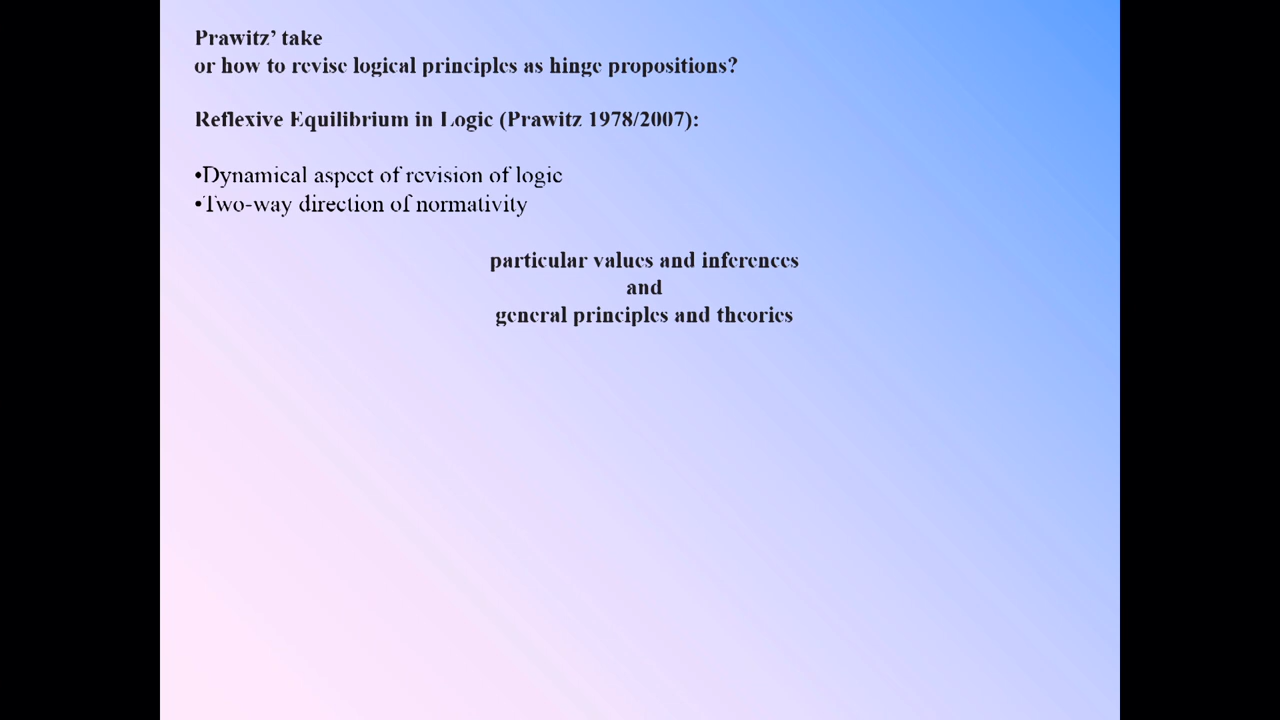 Prawitz’ take
or how to revise logical principles as hinge propositions?
Reflexive Equilibrium in Logic (Prawitz 1978/2007):
•Dynamical aspect of revision of logic
•Two-way direction of normativity
particular values and inferences
and
general principles and theories